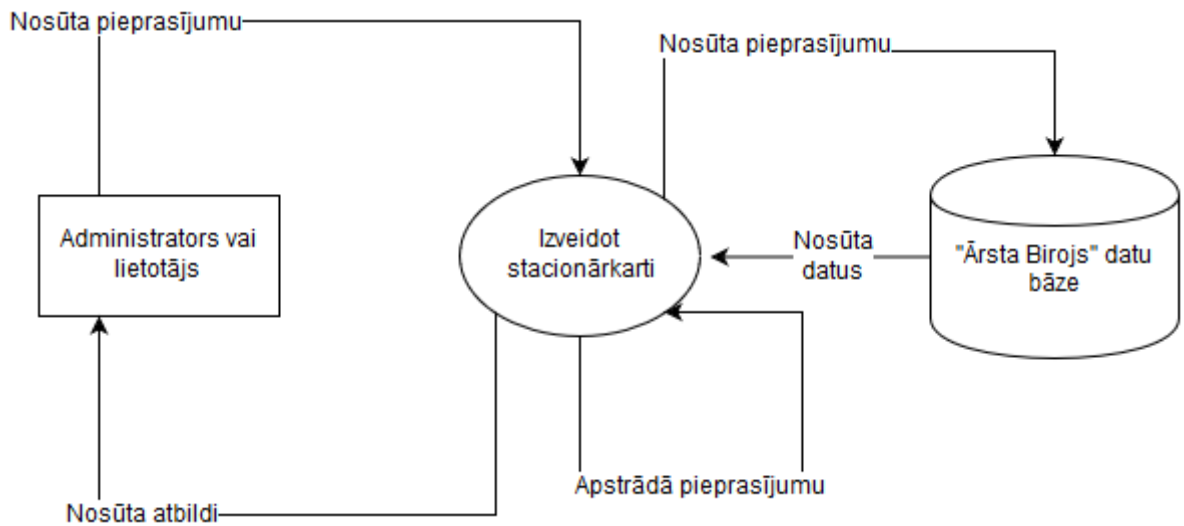 Nosūta pieprasījumu
Nosūta pieprasījumu
Administrators vai
lietotājs
Izveidot
stacionārkarti
Nosūta
datus
"Ārsta Birojs" datu
bāze
Apstrādā pieprasījumu
Nosūta atbildi